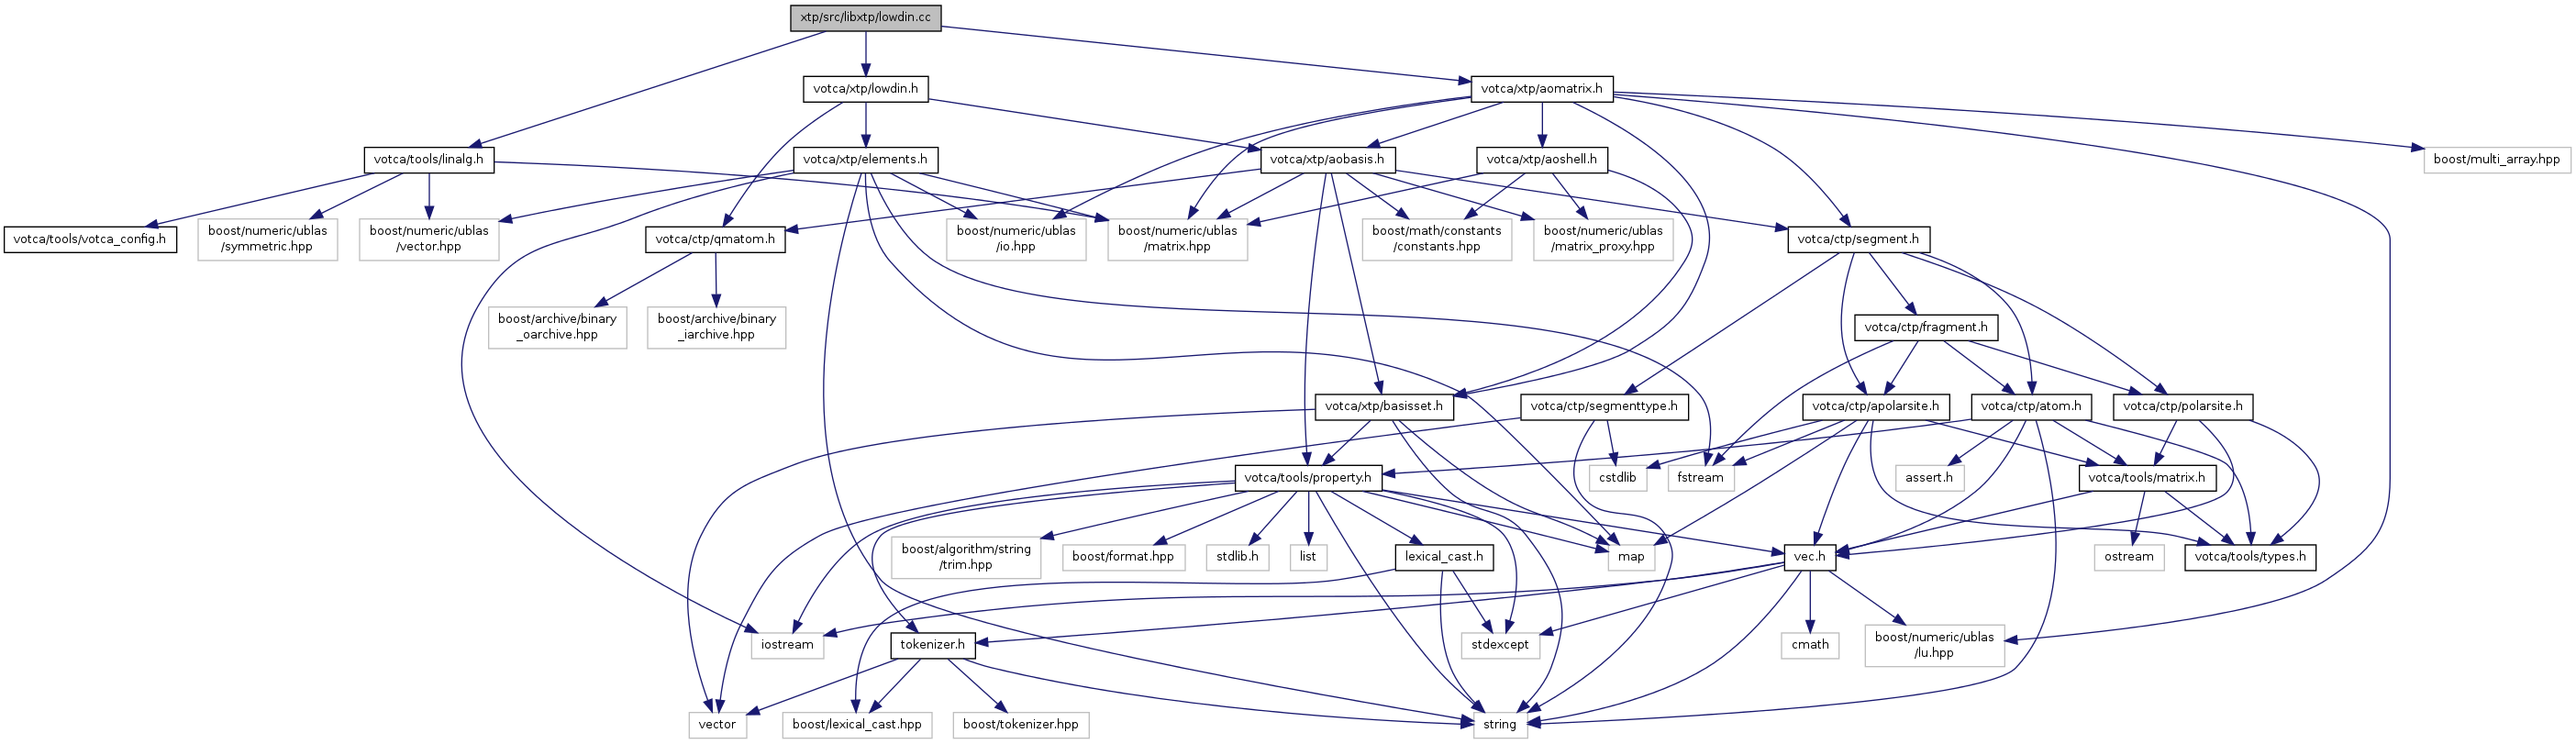 xtp/src/libxtp/lowdin.cc
votca/xtp/lowdin.h
votca/xtp/aomatrix.h
votca/tools/linalg.h
votca/xtp/elements.h
votca/xtp/aobasis.h
votca/xtp/aoshell.h
boost/multi_array.hpp
votca/tools/votca_config.h
boost/numeric/ublas
/symmetric.hpp
boost/numeric/ublas
/vector.hpp
votca/ctp/qmatom.h
boost/numeric/ublas
/io.hpp
boost/numeric/ublas
/matrix.hpp
boost/math/constants
/constants.hpp
boost/numeric/ublas
/matrix_proxy.hpp
votca/ctp/segment.h
boost/archive/binary
_oarchive.hpp
boost/archive/binary
_iarchive.hpp
votca/ctp/fragment.h
votca/xtp/basisset.h
votca/ctp/segmenttype.h
votca/ctp/apolarsite.h
votca/ctp/atom.h
votca/ctp/polarsite.h
votca/tools/property.h
cstdlib
fstream
assert.h
votca/tools/matrix.h
boost/algorithm/string
/trim.hpp
boost/format.hpp
stdlib.h
list
lexical_cast.h
map
vec.h
ostream
votca/tools/types.h
iostream
tokenizer.h
stdexcept
cmath
boost/numeric/ublas
/lu.hpp
vector
boost/lexical_cast.hpp
boost/tokenizer.hpp
string